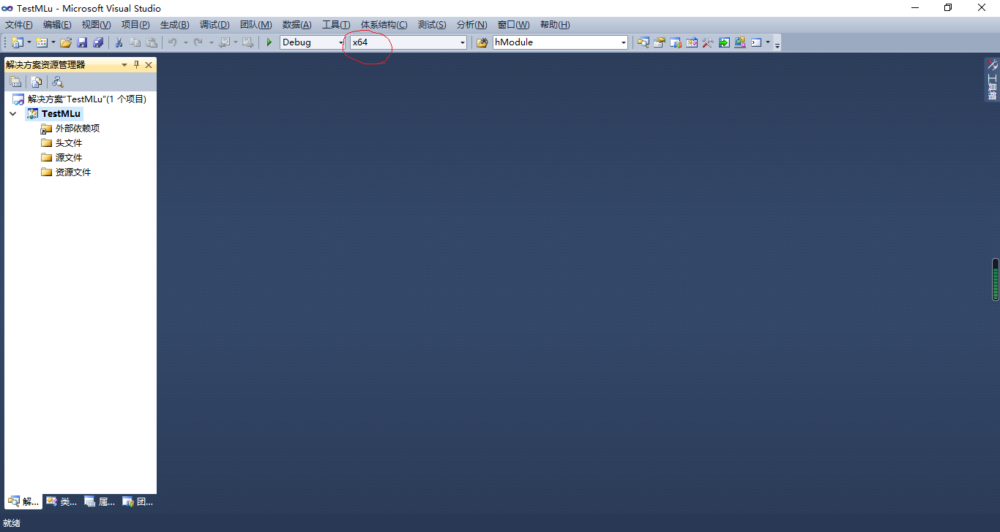 TestMLu - Microsoft Visual Studio
文件(F) 编辑(E) 视图(V) 项目(P) 生成(B) 调试(D) 团队(M) 数据(A) 工具(T) 体系结构(C) 测试(S) 分析(N) 窗口(W) 帮助(H)
Debug x64 hModule
解决方案资源管理器
解决方案“TestMLu”(1 个项目)
TestMLu
外部依赖项
头文件
源文件
资源文件
工具箱
解... 类... 属... 团...
就绪